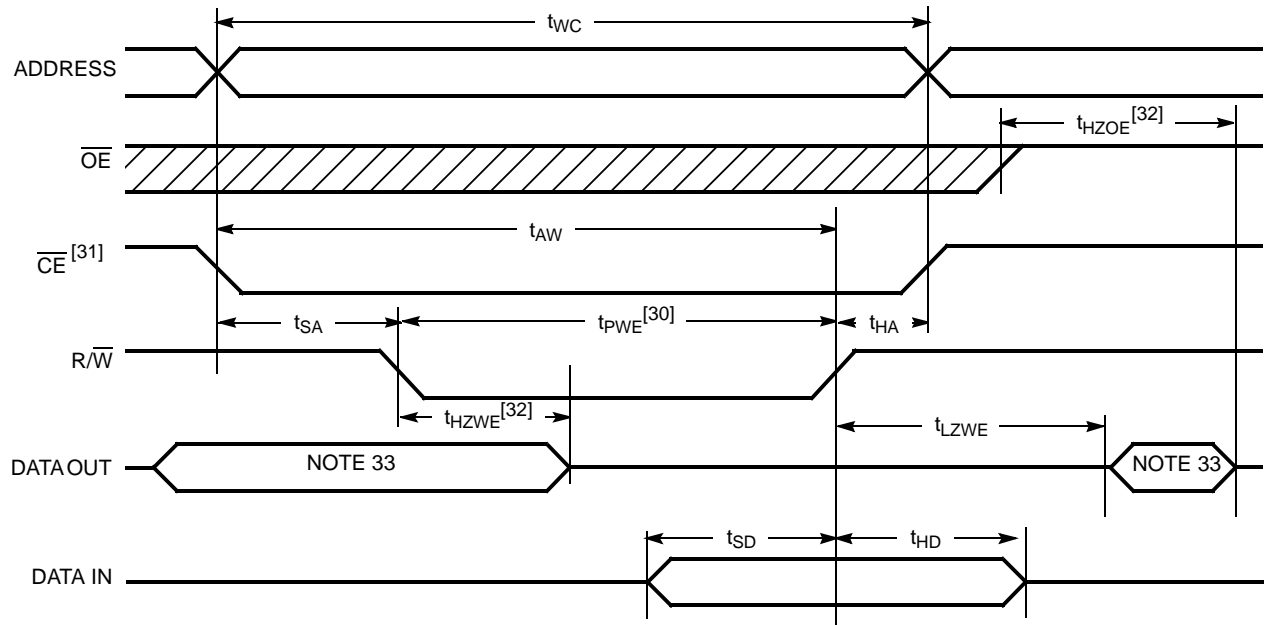 tWC
ADDRESS
tHZOE[32]
OE
tAW
CE[31]
tSA
tPWE[30]
tHA
R/W
tHZWE[32]
tLZWE
DATA OUT
NOTE 33
NOTE 33
tSD
tHD
DATA IN